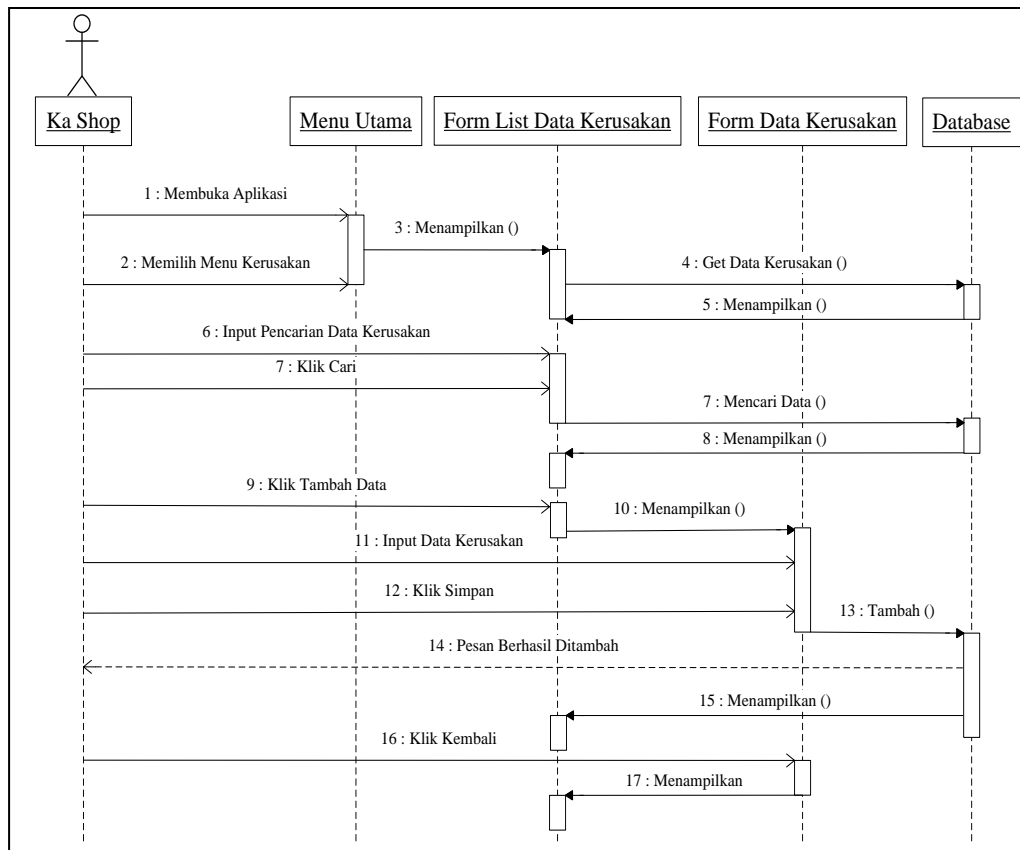 Ka Shop
Menu Utama
Form List Data Kerusakan
Form Data Kerusakan
Database
1 : Membuka Aplikasi
3 : Menampilkan ()
2 : Memilih Menu Kerusakan
4 : Get Data Kerusakan ()
5 : Menampilkan ()
6 : Input Pencarian Data Kerusakan
7 : Klik Cari
7 : Mencari Data ()
8 : Menampilkan ()
9 : Klik Tambah Data
10 : Menampilkan ()
11 : Input Data Kerusakan
12 : Klik Simpan
13 : Tambah ()
14 : Pesan Berhasil Ditambah
15 : Menampilkan ()
16 : Klik Kembali
17 : Menampilkan